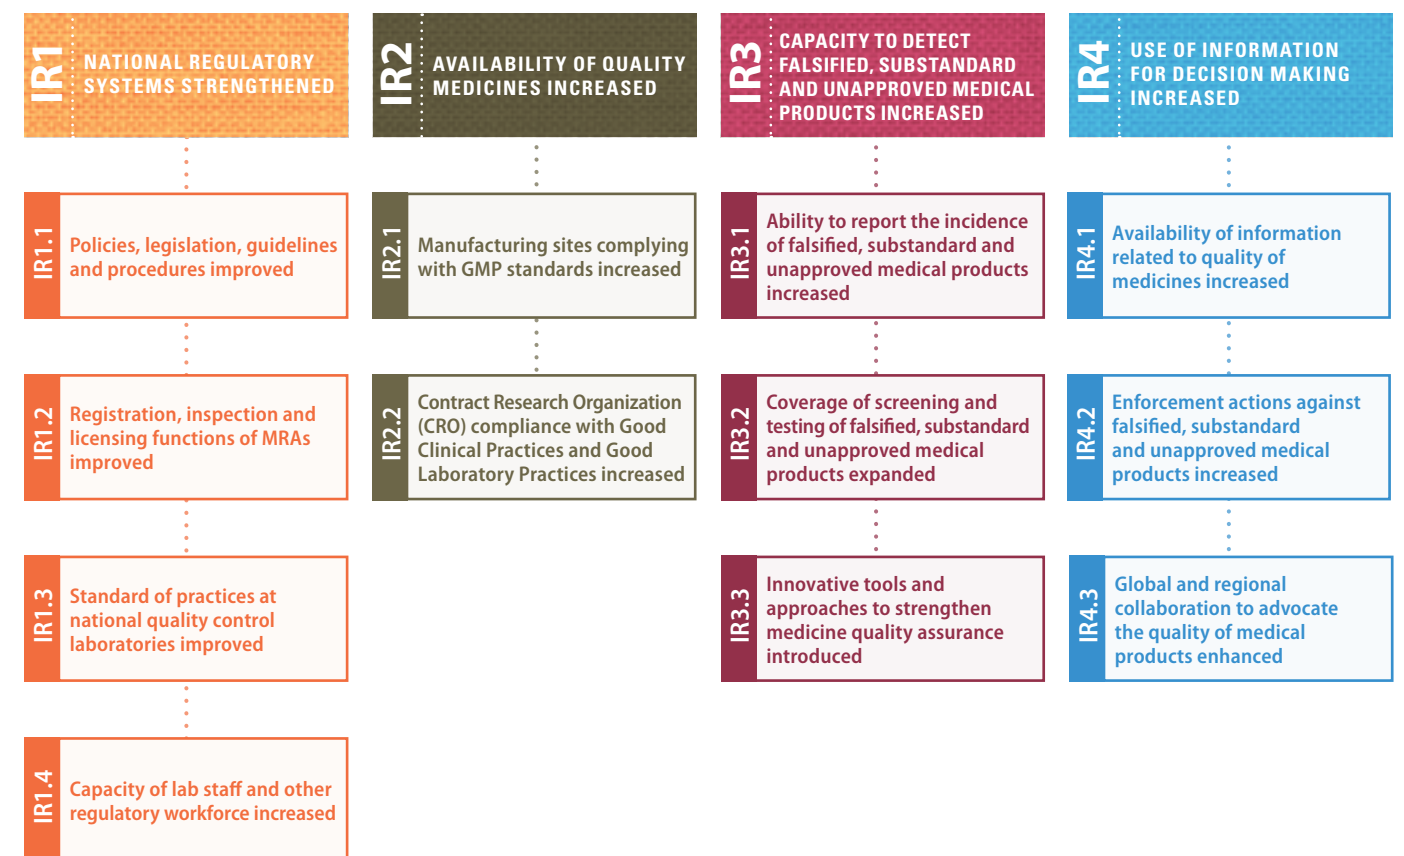 IR1
NATIONAL REGULATORY
SYSTEMS STRENGTHENED
IR1.1
Policies, legislation, guidelines
and procedures improved
IR1.2
Registration, inspection and
licensing functions of MRAs
improved
IR1.3
Standard of practices at
national quality control
laboratories improved
IR1.4
Capacity of lab staff and other
regulatory workforce increased
IR2
AVAILABILITY OF QUALITY
MEDICINES INCREASED
IR2.1
Manufacturing sites complying
with GMP standards increased
IR2.2
Contract Research Organization
(CRO) compliance with Good
Clinical Practices and Good
Laboratory Practices increased
IR3
CAPACITY TO DETECT
FALSIFIED, SUBSTANDARD
AND UNAPPROVED MEDICAL
PRODUCTS INCREASED
IR3.1
Ability to report the incidence
of falsified, substandard and
unapproved medical products
increased
IR3.2
Coverage of screening and
testing of falsified, substandard
and unapproved medical
products expanded
IR3.3
Innovative tools and
approaches to strengthen
medicine quality assurance
introduced
IR4
USE OF INFORMATION
FOR DECISION MAKING
INCREASED
IR4.1
Availability of information
related to quality of
medicines increased
IR4.2
Enforcement actions against
falsified, substandard
and unapproved medical
products increased
IR4.3
Global and regional
collaboration to advocate
the quality of medical
products enhanced